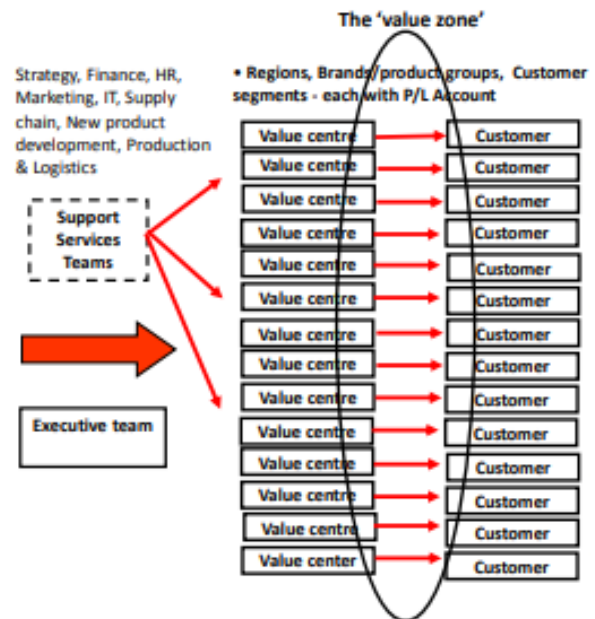 The 'value zone'
Strategy, Finance, HR,
Marketing, IT, Supply
chain, New product
development, Production
& Logistics
• Regions, Brands/product groups, Customer
segments - each with P/L Account
Support
Services
Teams
Executive team
Value centre
Customer
Value centre
Customer
Value centre
Customer
Value centre
Customer
Value centre
Customer
Value centre
Customer
Value centre
Customer
Value centre
Customer
Value centre
Customer
Value centre
Customer
Value centre
Customer
Value centre
Customer
Value centre
Customer
Value center
Customer